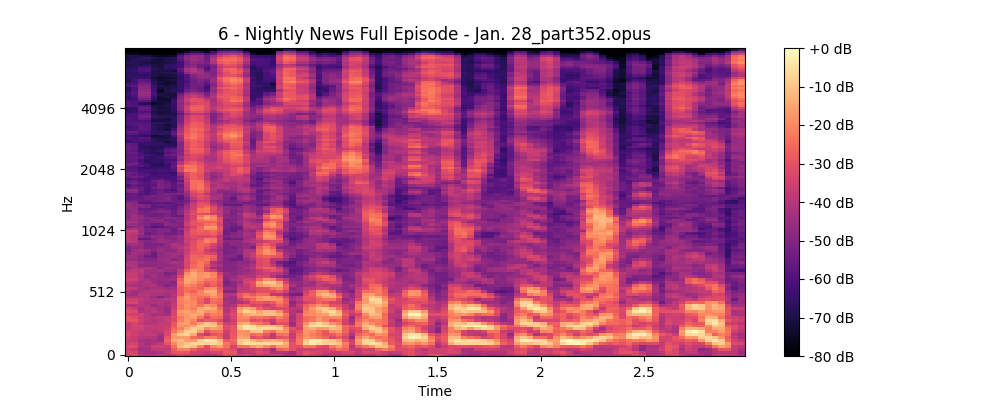 6 - Nightly News Full Episode - Jan. 28_part352.opus
Hz
4096
2048
1024
512
0
0 0.5 1 1.5 2 2.5
Time
+0 dB
-10 dB
-20 dB
-30 dB
-40 dB
-50 dB
-60 dB
-70 dB
-80 dB